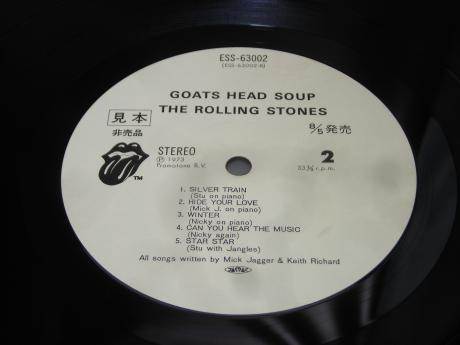 ESS-63002
(ESS-63002-B)
GOATS HEAD SOUP
THE ROLLING STONES
見本
非売品
8/5発売
STEREO
Ⓟ 1973
Promotone B.V.
2
33⅓ r.p.m.
TM
1. SILVER TRAIN
(Stu on piano)
2. HIDE YOUR LOVE
(Mick J. on piano)
3. WINTER
(Nicky on piano)
4. CAN YOU HEAR THE MUSIC
(Nicky again)
5. STAR STAR
(Stu with Jangles)
All songs written by Mick Jagger & Keith Richard